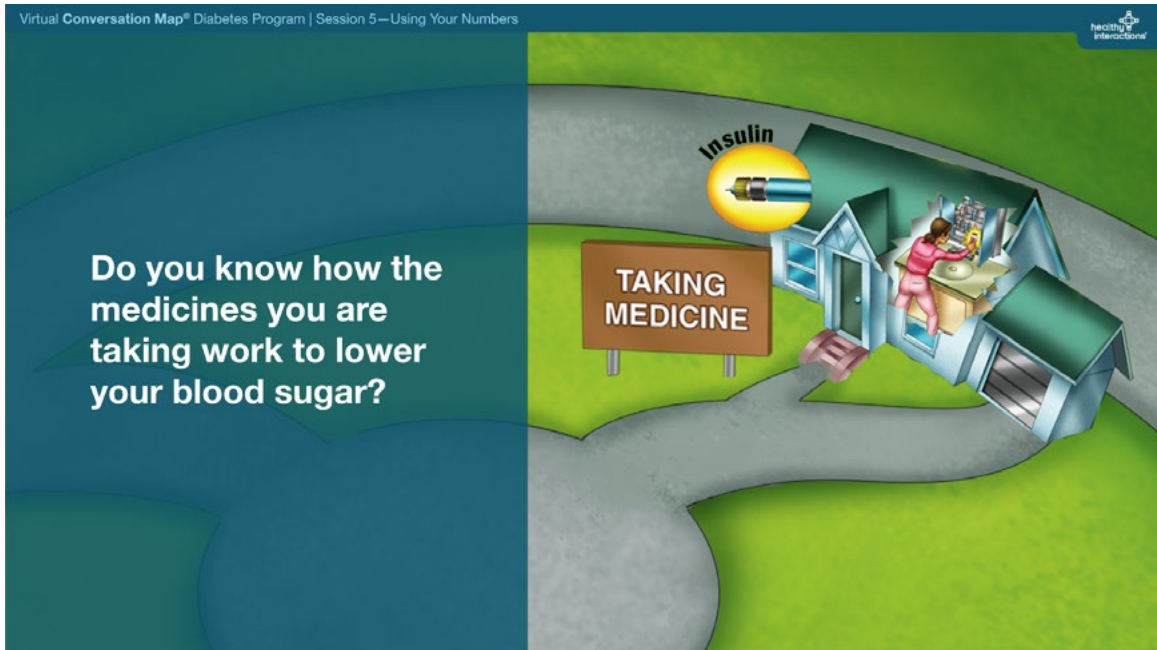 Virtual Conversation Map® Diabetes Program | Session 5—Using Your Numbers
healthy
interactions®
Insulin
TAKING
MEDICINE
Do you know how the
medicines you are
taking work to lower
your blood sugar?